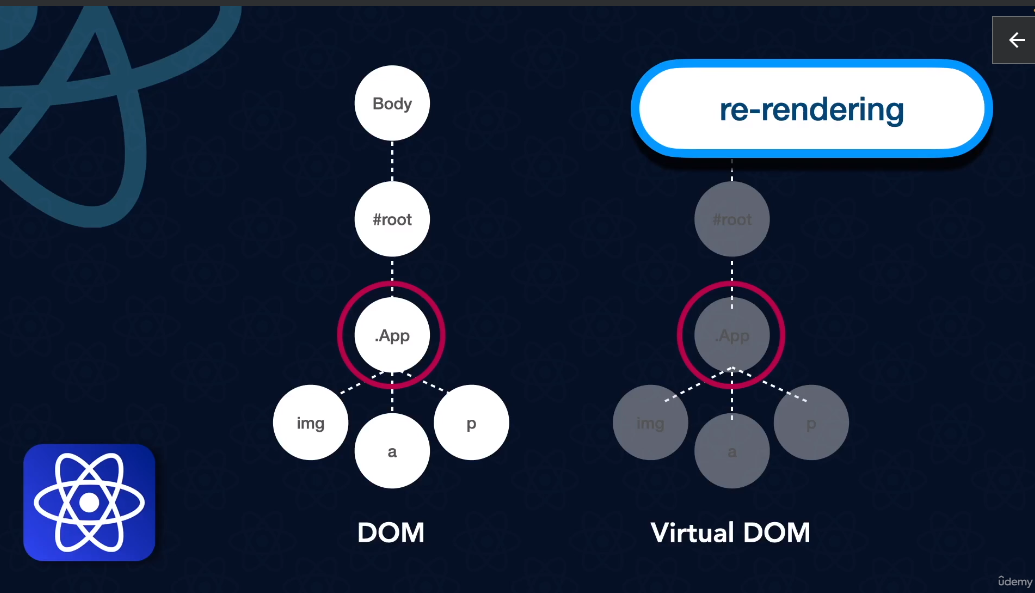 re-rendering
Body
#root
.App
img
a
p
DOM
#root
.App
img
a
p
Virtual DOM
ûdemy